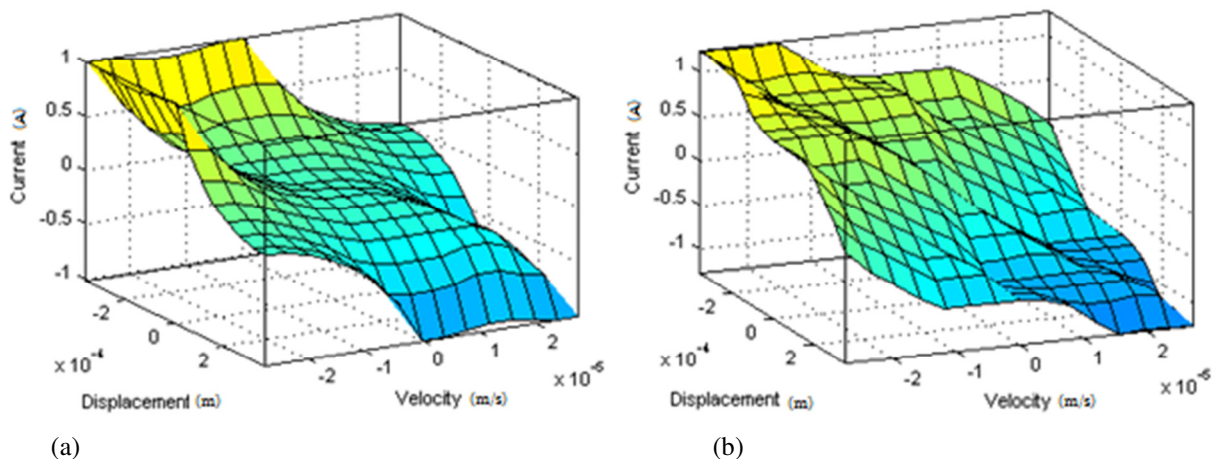 1
0.5
0
-0.5
-1
Current (A)
-2
0
2
x 10⁻⁴
Displacement (m)
-2
-1
0
1
2
x 10⁻⁵
Velocity (m/s)
(a)
1
0.5
0
-0.5
-1
Current (A)
-2
0
2
x 10⁻⁴
Displacement (m)
-2
-1
0
1
2
x 10⁻⁵
Velocity (m/s)
(b)